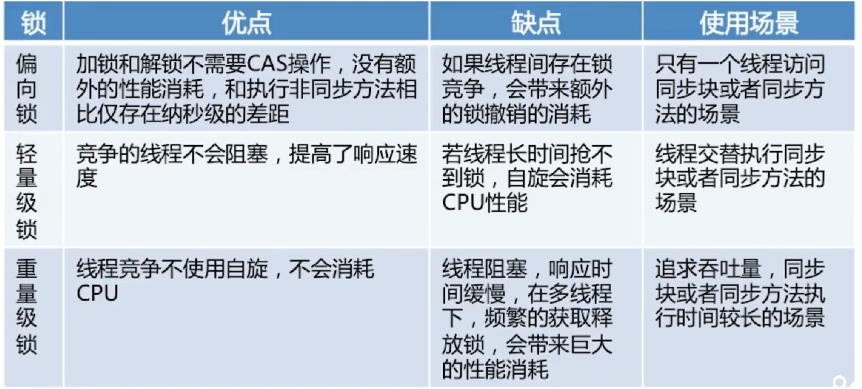 锁
优点
缺点
使用场景
偏
向
锁
加锁和解锁不需要CAS操作，没有额
外的性能消耗，和执行非同步方法相
比仅存在纳秒级的差距
如果线程间存在锁
竞争，会带来额外
的锁撤销的消耗
只有一个线程访问
同步块或者同步方
法的场景
轻
量
级
锁
竞争的线程不会阻塞，提高了响应速
度
若线程长时间抢不
到锁，自旋会消耗
CPU性能
线程交替执行同步
块或者同步方法的
场景
重
量
级
锁
线程竞争不使用自旋，不会消耗
CPU
线程阻塞，响应时
间缓慢，在多线程
下，频繁的获取释
放锁，会带来巨大
的性能消耗
追求吞吐量，同步
块或者同步方法执
行时间较长的场景